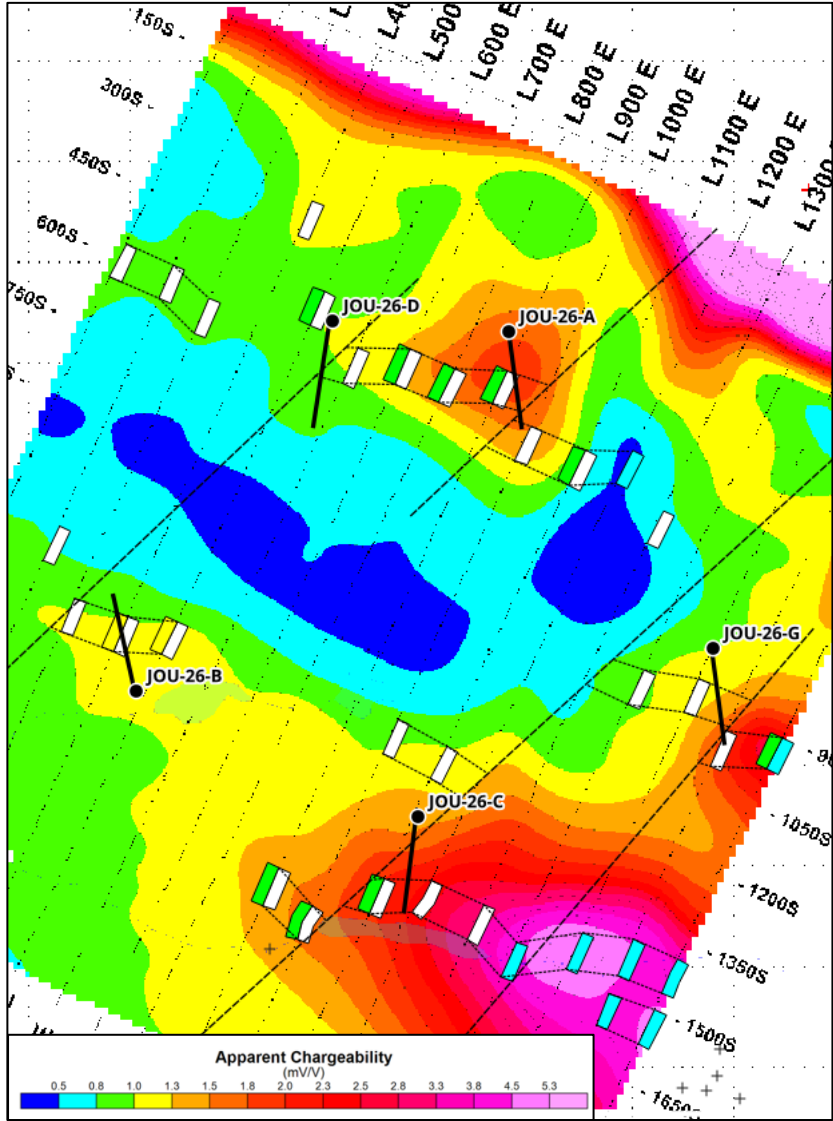 150S -
300S -
450S -
600S -
750S -
L400 E
L500 E
L600 E
L700 E
L800 E
L900 E
L1000 E
L1100 E
L1200 E
L1300
JOU-26-D
JOU-26-A
JOU-26-G
JOU-26-B
JOU-26-C
- 1050S
- 1200S
- 1350S
- 1500S
- 1650S
Apparent Chargeability
(mV/V)
0.5 0.8 1.0 1.3 1.5 1.8 2.0 2.3 2.5 2.8 3.3 3.8 4.5 5.3